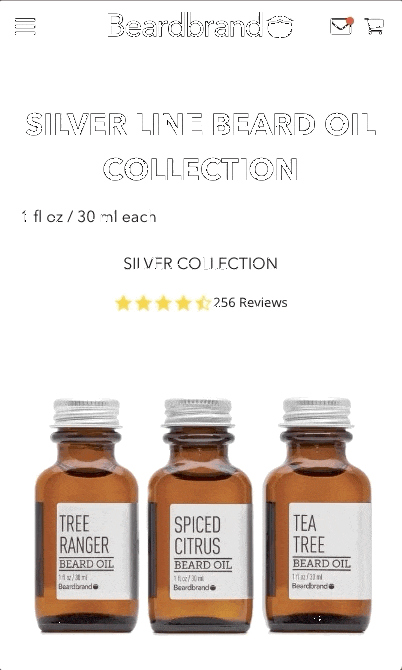 Beardbrand
SILVER LINE BEARD OIL
COLLECTION
1 fl oz / 30 ml each
SILVER COLLECTION
256 Reviews
TREE
RANGER
BEARD OIL
1 fl oz / 30 ml
Beardbrand
SPICED
CITRUS
BEARD OIL
1 fl oz / 30 ml
Beardbrand
TEA
TREE
BEARD OIL
1 fl oz / 30 ml
Beardbrand